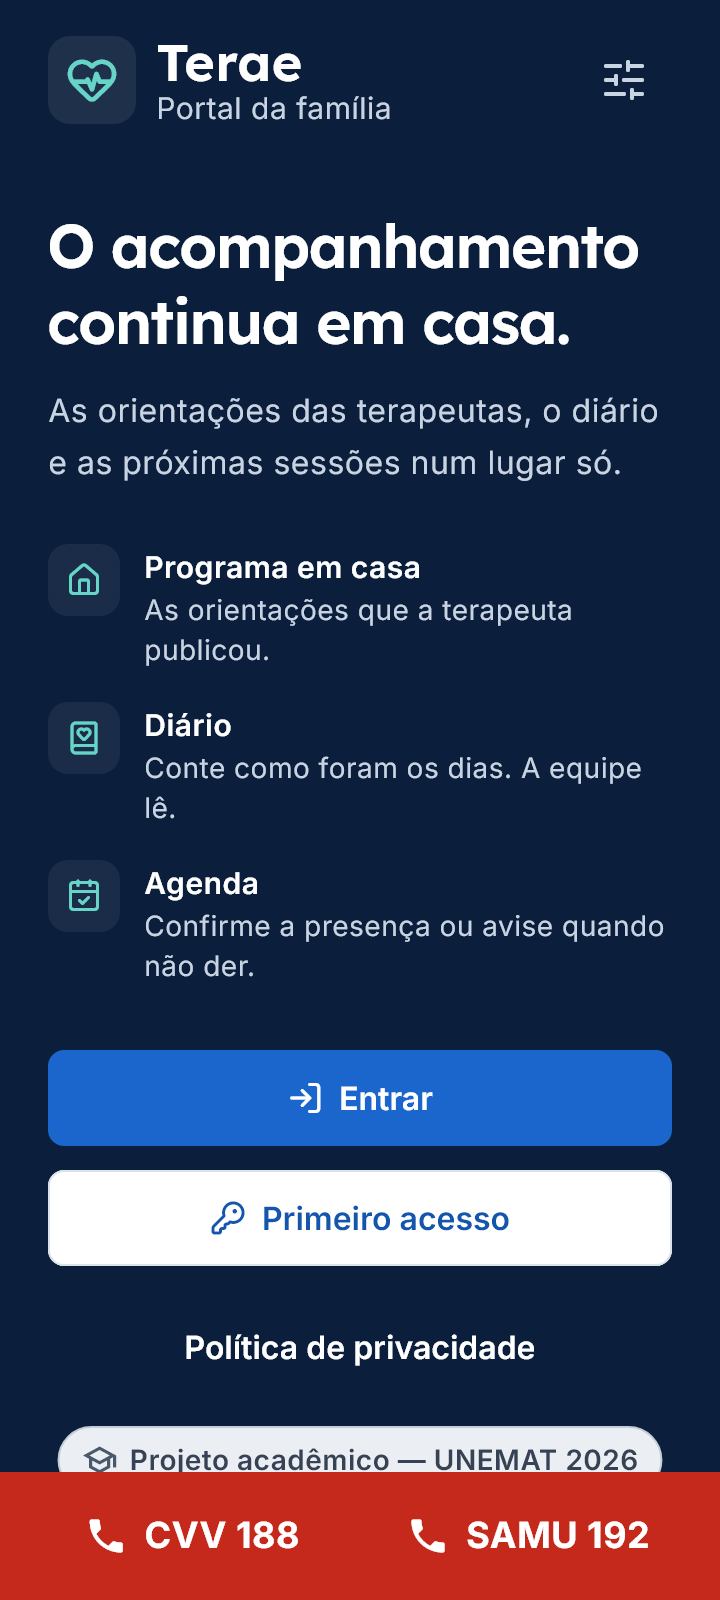 Terae
Portal da família
O acompanhamento
continua em casa.
As orientações das terapeutas, o diário
e as próximas sessões num lugar só.
Programa em casa
As orientações que a terapeuta
publicou.
Diário
Conte como foram os dias. A equipe
lê.
Agenda
Confirme a presença ou avise quando
não der.
Entrar
Primeiro acesso
Política de privacidade
Projeto acadêmico — UNEMAT 2026
CVV 188
SAMU 192